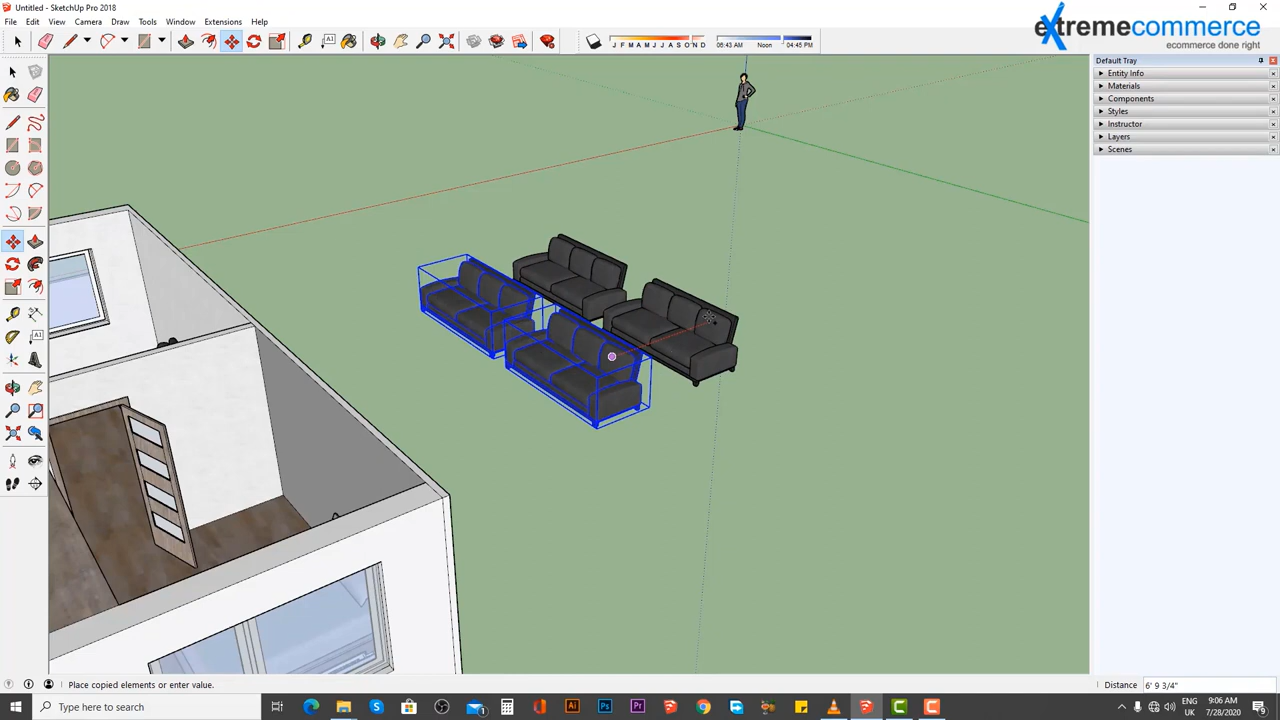 Untitled - SketchUp Pro 2018
File Edit View Camera Draw Tools Window Extensions Help
extremecommerce
ecommerce done right
J F M A M J J A S O N D
06:43 AM Noon 04:45 PM
Default Tray
Entity Info
Materials
Components
Styles
Instructor
Layers
Scenes
Place copied elements or enter value.
Distance 6' 9 3/4"
Type here to search
Ai
Ps
Pr
ENG
UK
9:06 AM
7/28/2020